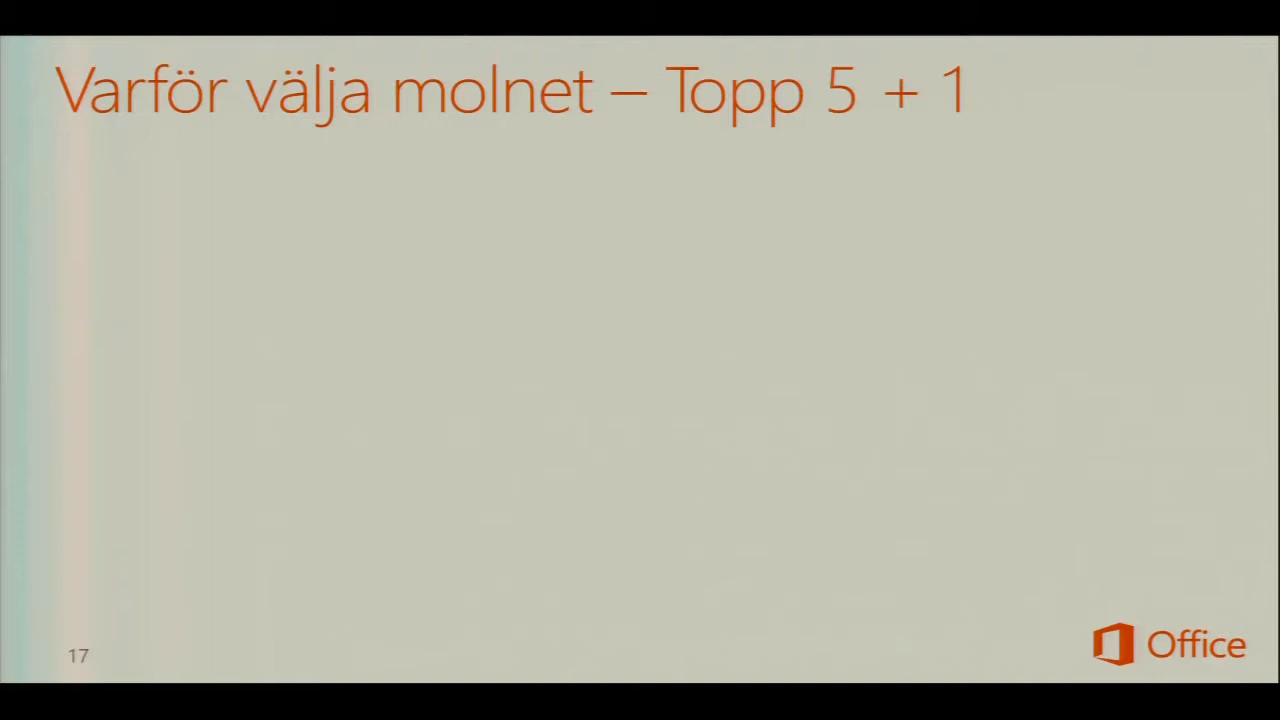 Varför välja molnet – Topp 5 + 1
17
Office